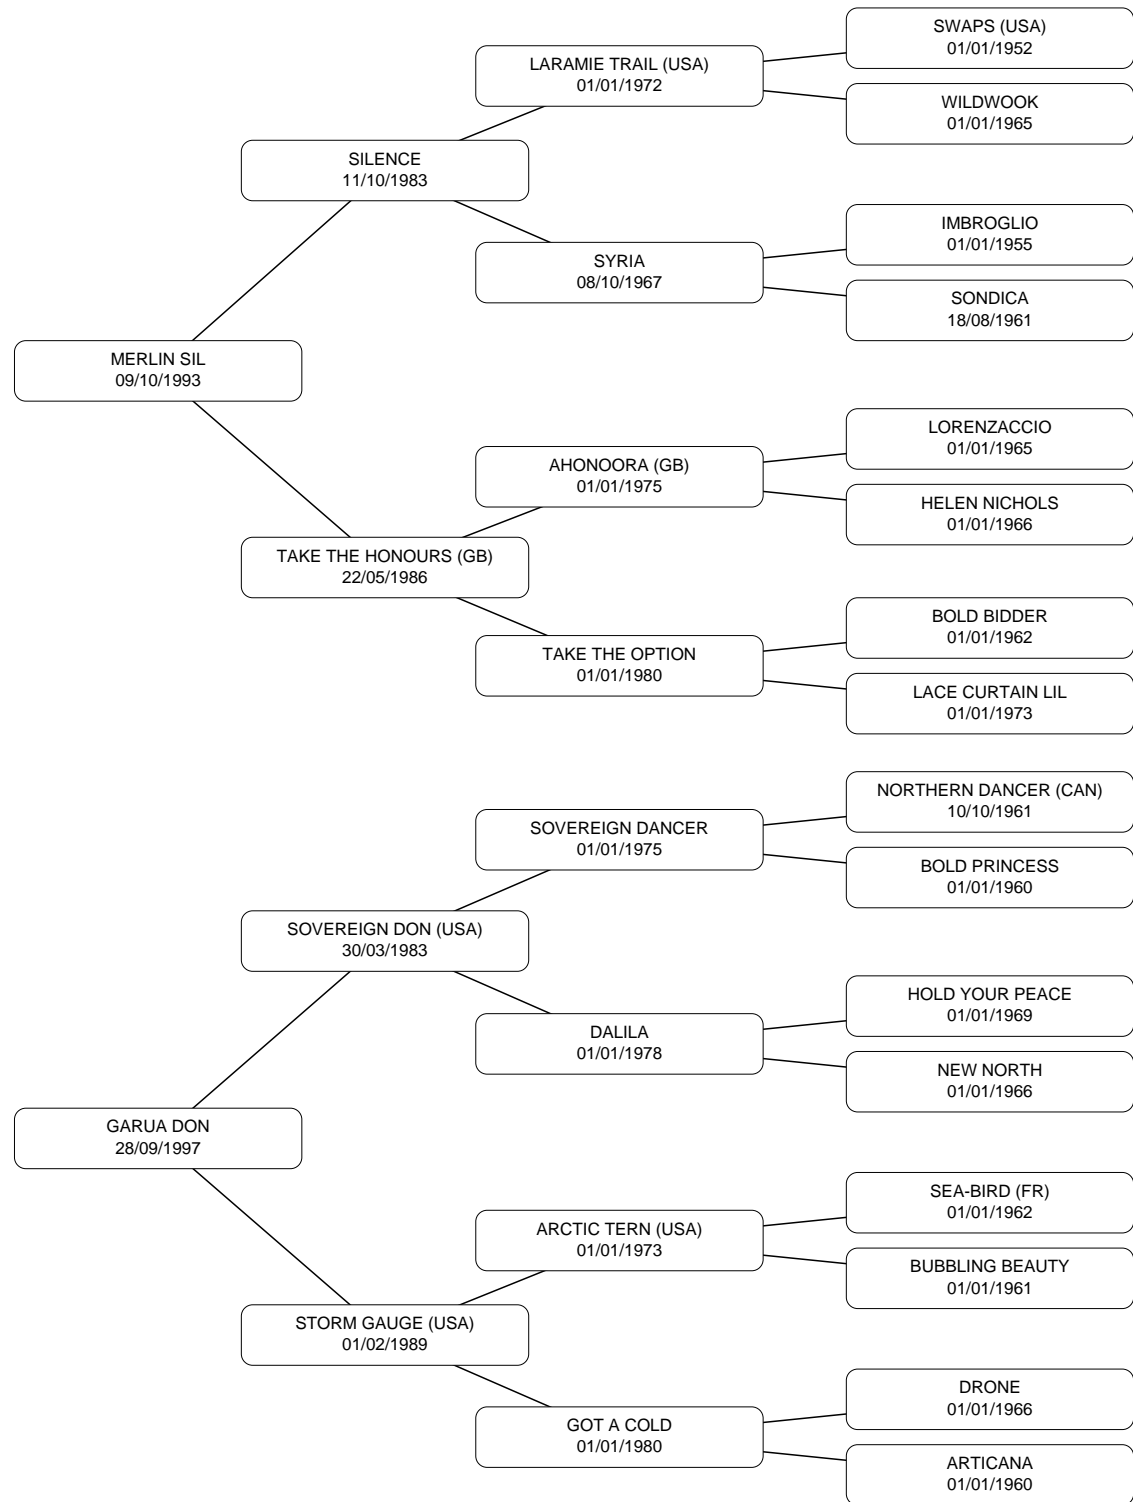 SWAPS (USA)
01/01/1952
LARAMIE TRAIL (USA)
01/01/1972
WILDWOOK
01/01/1965
SILENCE
11/10/1983
IMBROGLIO
01/01/1955
SYRIA
08/10/1967
SONDICA
18/08/1961
MERLIN SIL
09/10/1993
LORENZACCIO
01/01/1965
AHONOORA (GB)
01/01/1975
HELEN NICHOLS
01/01/1966
TAKE THE HONOURS (GB)
22/05/1986
BOLD BIDDER
01/01/1962
TAKE THE OPTION
01/01/1980
LACE CURTAIN LIL
01/01/1973
NORTHERN DANCER (CAN)
10/10/1961
SOVEREIGN DANCER
01/01/1975
BOLD PRINCESS
01/01/1960
SOVEREIGN DON (USA)
30/03/1983
HOLD YOUR PEACE
01/01/1969
DALILA
01/01/1978
NEW NORTH
01/01/1966
GARUA DON
28/09/1997
SEA-BIRD (FR)
01/01/1962
ARCTIC TERN (USA)
01/01/1973
BUBBLING BEAUTY
01/01/1961
STORM GAUGE (USA)
01/02/1989
DRONE
01/01/1966
GOT A COLD
01/01/1980
ARTICANA
01/01/1960